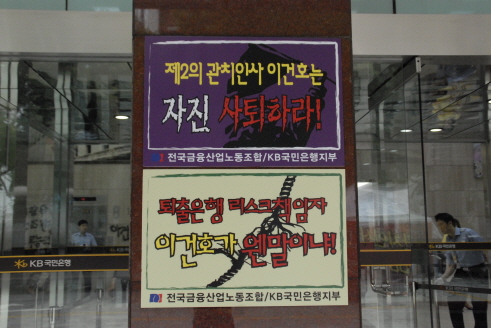 제2의 관치인사 이건호는
자진 사퇴하라!
전국금융산업노동조합/KB국민은행지부
퇴출은행 리스크책임자
이건호가 웬말이냐!
전국금융산업노동조합/KB국민은행지부
KB 국민은행